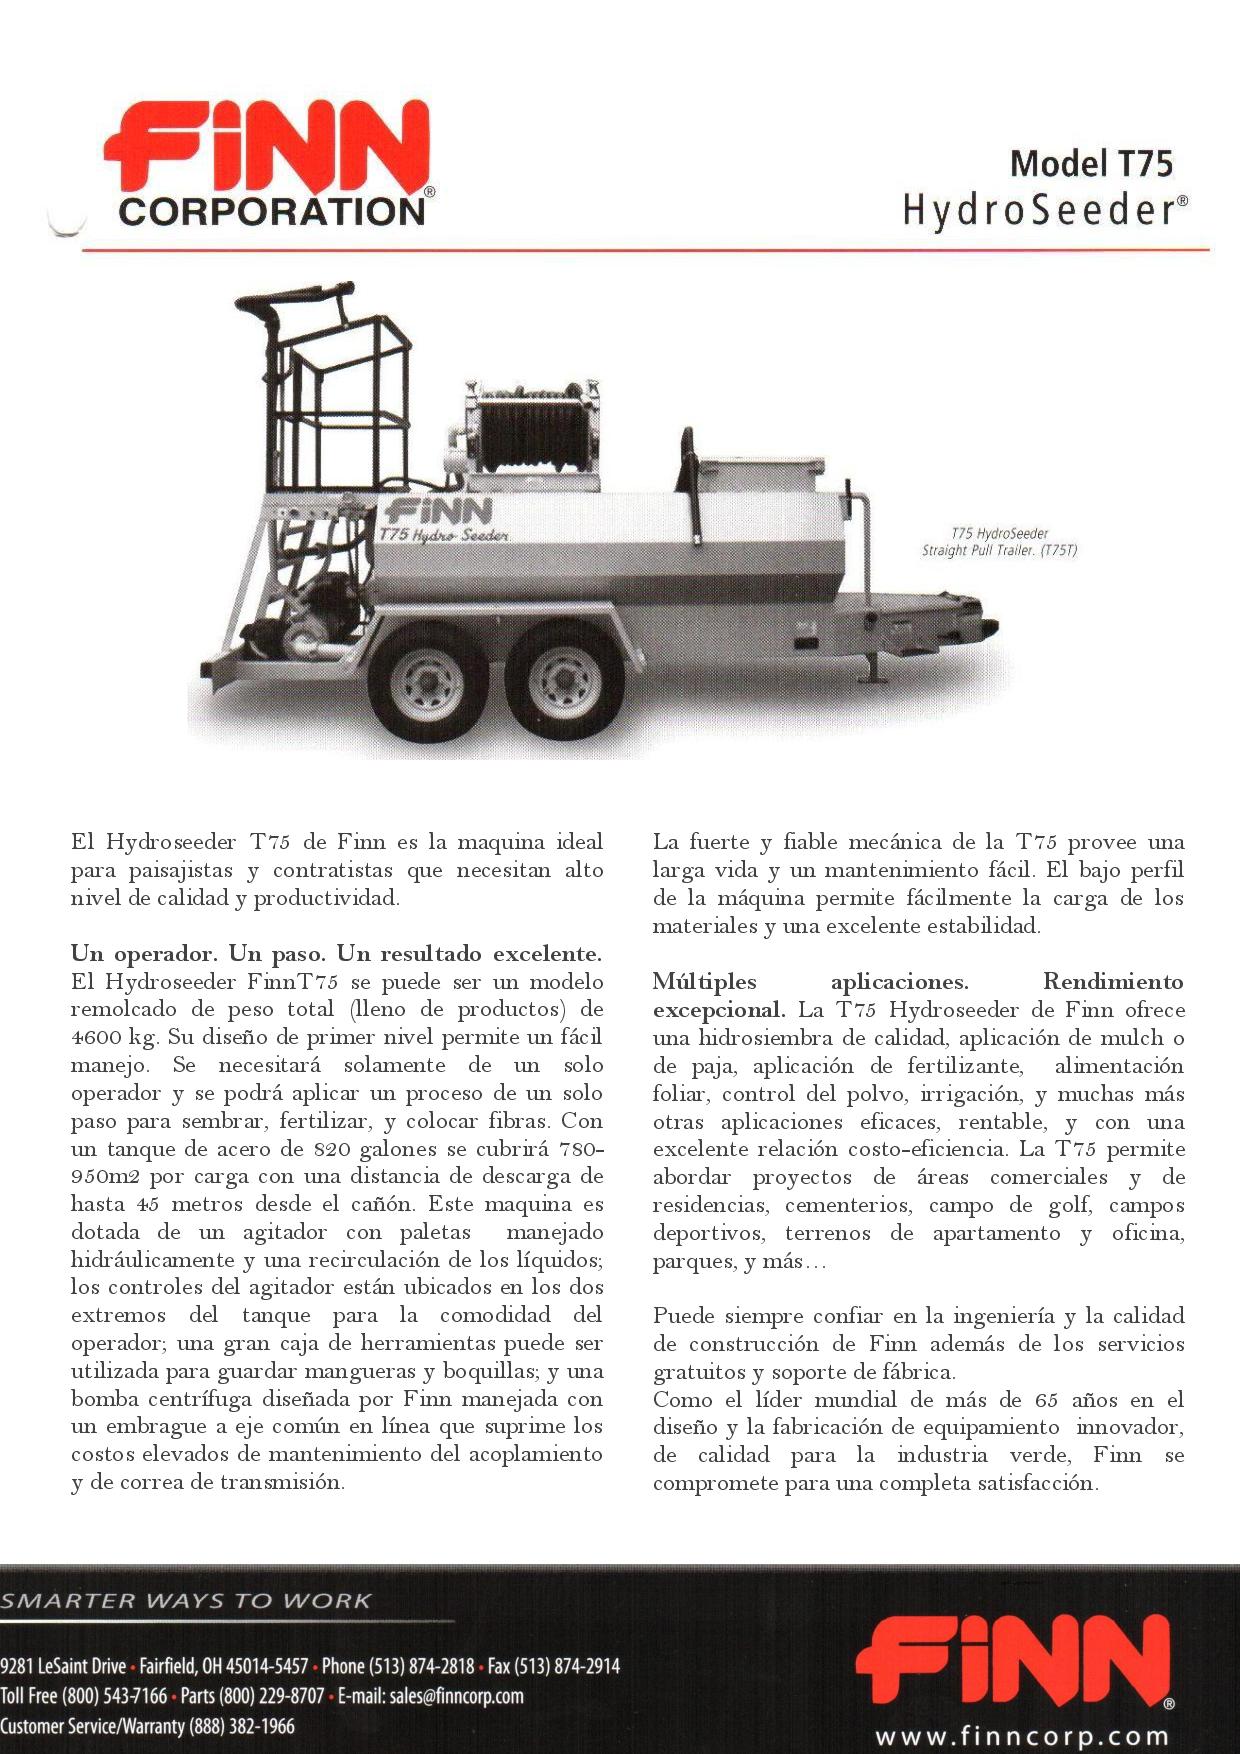 FINN
CORPORATION®
Model T75
HydroSeeder®
FINN
T75 Hydro Seeder
T75 HydroSeeder
Straight Pull Trailer. (T75T)
El Hydroseeder T75 de Finn es la maquina ideal
para paisajistas y contratistas que necesitan alto
nivel de calidad y productividad.
Un operador. Un paso. Un resultado excelente.
El Hydroseeder FinnT75 se puede ser un modelo
remolcado de peso total (lleno de productos) de
4600 kg. Su diseño de primer nivel permite un fácil
manejo. Se necesitará solamente de un solo
operador y se podrá aplicar un proceso de un solo
paso para sembrar, fertilizar, y colocar fibras. Con
un tanque de acero de 820 galones se cubrirá 780-
950m2 por carga con una distancia de descarga de
hasta 45 metros desde el cañón. Este maquina es
dotada de un agitador con paletas manejado
hidráulicamente y una recirculación de los líquidos;
los controles del agitador están ubicados en los dos
extremos del tanque para la comodidad del
operador; una gran caja de herramientas puede ser
utilizada para guardar mangueras y boquillas; y una
bomba centrífuga diseñada por Finn manejada con
un embrague a eje común en línea que suprime los
costos elevados de mantenimiento del acoplamiento
y de correa de transmisión.
La fuerte y fiable mecánica de la T75 provee una
larga vida y un mantenimiento fácil. El bajo perfil
de la máquina permite fácilmente la carga de los
materiales y una excelente estabilidad.
Múltiples aplicaciones. Rendimiento
excepcional. La T75 Hydroseeder de Finn ofrece
una hidrosiembra de calidad, aplicación de mulch o
de paja, aplicación de fertilizante, alimentación
foliar, control del polvo, irrigación, y muchas más
otras aplicaciones eficaces, rentable, y con una
excelente relación costo-eficiencia. La T75 permite
abordar proyectos de áreas comerciales y de
residencias, cementerios, campo de golf, campos
deportivos, terrenos de apartamento y oficina,
parques, y más…
Puede siempre confiar en la ingeniería y la calidad
de construcción de Finn además de los servicios
gratuitos y soporte de fábrica.
Como el líder mundial de más de 65 años en el
diseño y la fabricación de equipamiento innovador,
de calidad para la industria verde, Finn se
compromete para una completa satisfacción.
SMARTER WAYS TO WORK
9281 LeSaint Drive • Fairfield, OH 45014-5457 • Phone (513) 874-2818 • Fax (513) 874-2914
Toll Free (800) 543-7166 • Parts (800) 229-8707 • E-mail: sales@finncorp.com
Customer Service/Warranty (888) 382-1966
FINN®
www.finncorp.com